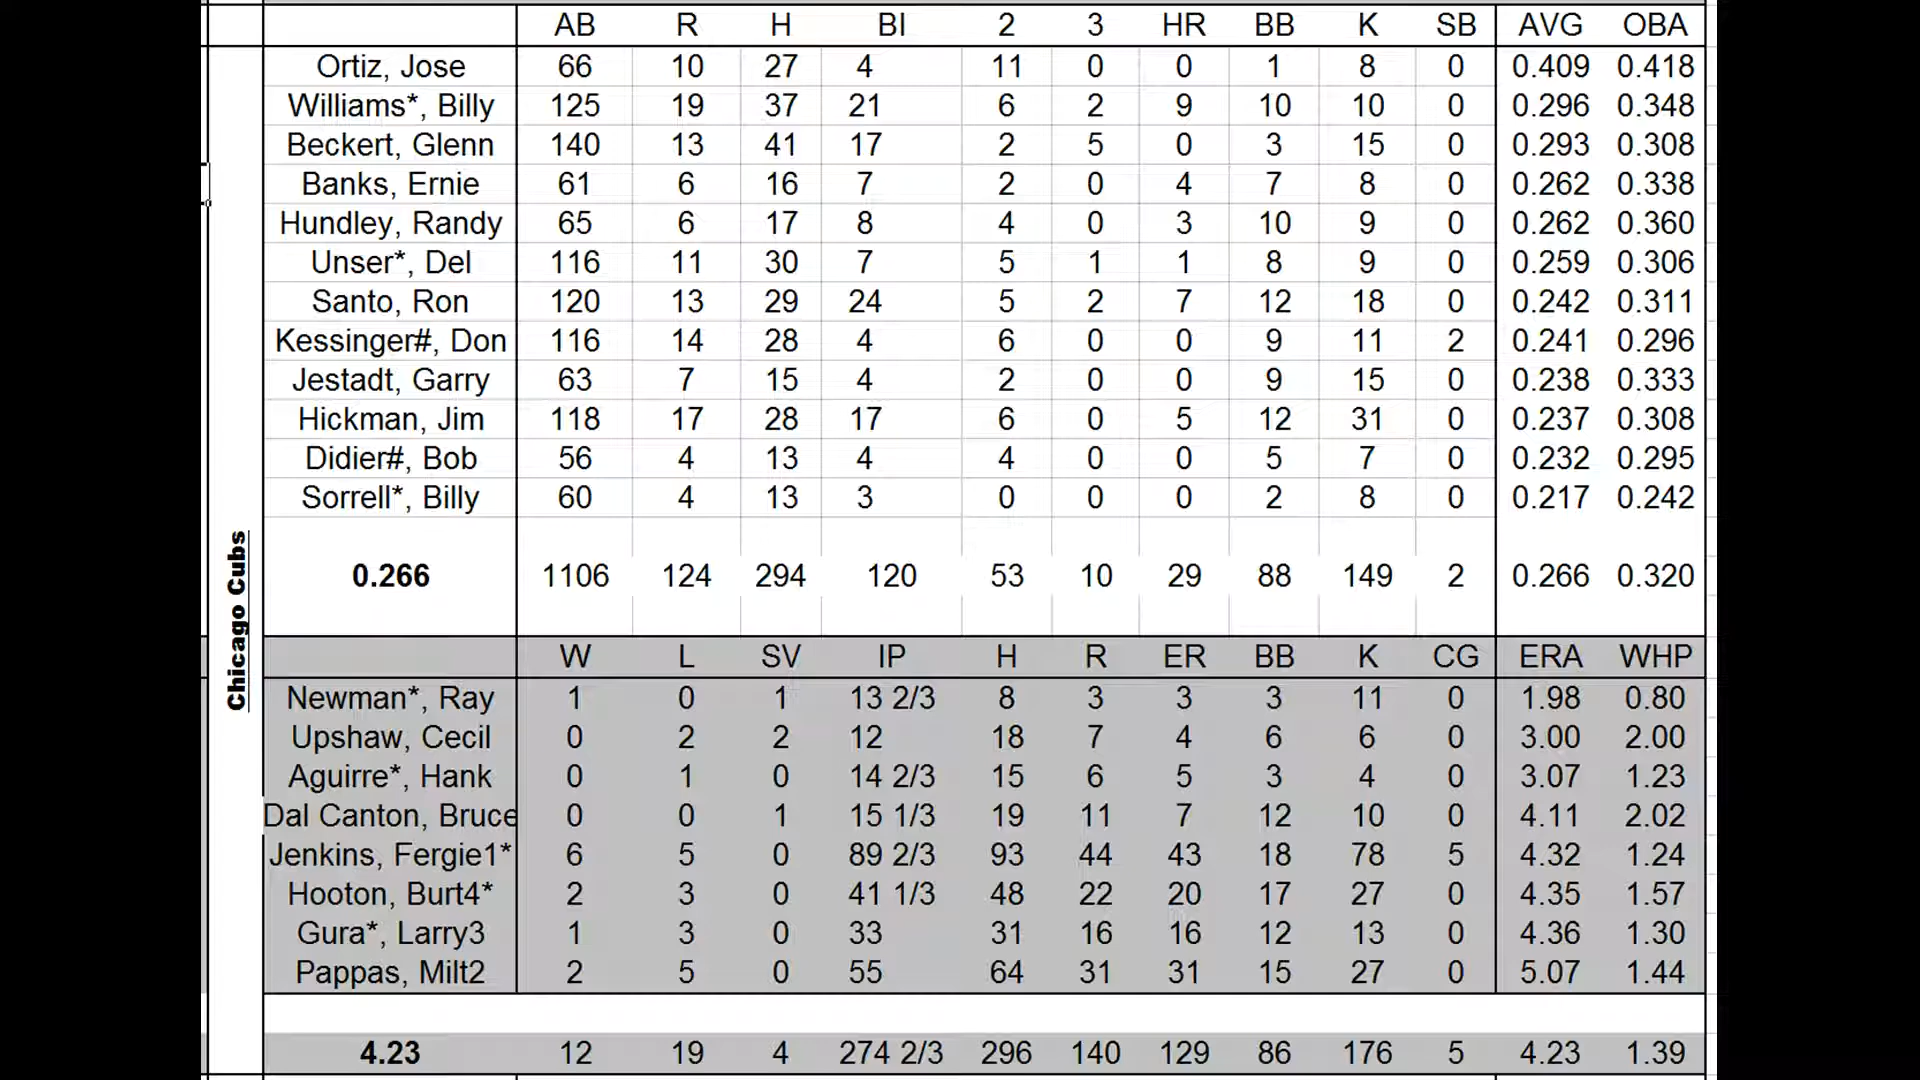 AB R H BI 2 3 HR BB K SB AVG OBA
Ortiz, Jose 66 10 27 4 11 0 0 1 8 0 0.409 0.418
Williams*, Billy 125 19 37 21 6 2 9 10 10 0 0.296 0.348
Beckert, Glenn 140 13 41 17 2 5 0 3 15 0 0.293 0.308
Banks, Ernie 61 6 16 7 2 0 4 7 8 0 0.262 0.338
Hundley, Randy 65 6 17 8 4 0 3 10 9 0 0.262 0.360
Unser*, Del 116 11 30 7 5 1 1 8 9 0 0.259 0.306
Santo, Ron 120 13 29 24 5 2 7 12 18 0 0.242 0.311
Kessinger#, Don 116 14 28 4 6 0 0 9 11 2 0.241 0.296
Jestadt, Garry 63 7 15 4 2 0 0 9 15 0 0.238 0.333
Hickman, Jim 118 17 28 17 6 0 5 12 31 0 0.237 0.308
Didier#, Bob 56 4 13 4 4 0 0 5 7 0 0.232 0.295
Sorrell*, Billy 60 4 13 3 0 0 0 2 8 0 0.217 0.242
0.266 1106 124 294 120 53 10 29 88 149 2 0.266 0.320
Chicago Cubs
W L SV IP H R ER BB K CG ERA WHP
Newman*, Ray 1 0 1 13 2/3 8 3 3 3 11 0 1.98 0.80
Upshaw, Cecil 0 2 2 12 18 7 4 6 6 0 3.00 2.00
Aguirre*, Hank 0 1 0 14 2/3 15 6 5 3 4 0 3.07 1.23
Dal Canton, Bruce 0 0 1 15 1/3 19 11 7 12 10 0 4.11 2.02
Jenkins, Fergie1* 6 5 0 89 2/3 93 44 43 18 78 5 4.32 1.24
Hooton, Burt4* 2 3 0 41 1/3 48 22 20 17 27 0 4.35 1.57
Gura*, Larry3 1 3 0 33 31 16 16 12 13 0 4.36 1.30
Pappas, Milt2 2 5 0 55 64 31 31 15 27 0 5.07 1.44
4.23 12 19 4 274 2/3 296 140 129 86 176 5 4.23 1.39